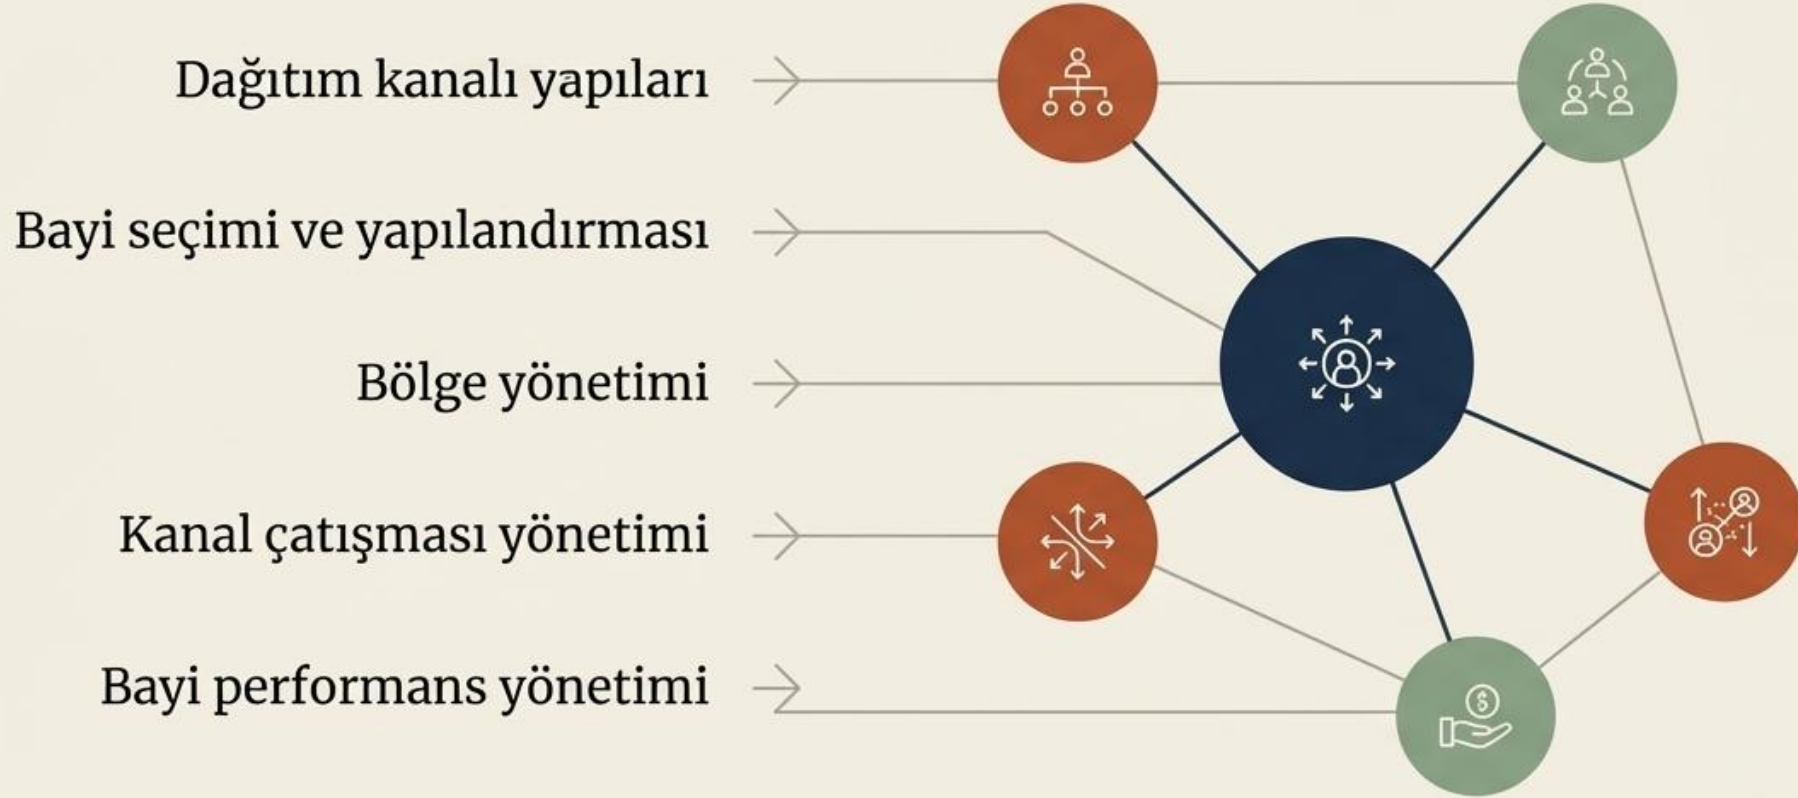 Dağıtım kanalı yapıları
Bayi seçimi ve yapılandırması
Bölge yönetimi
Kanal çatışması yönetimi
Bayi performans yönetimi
$